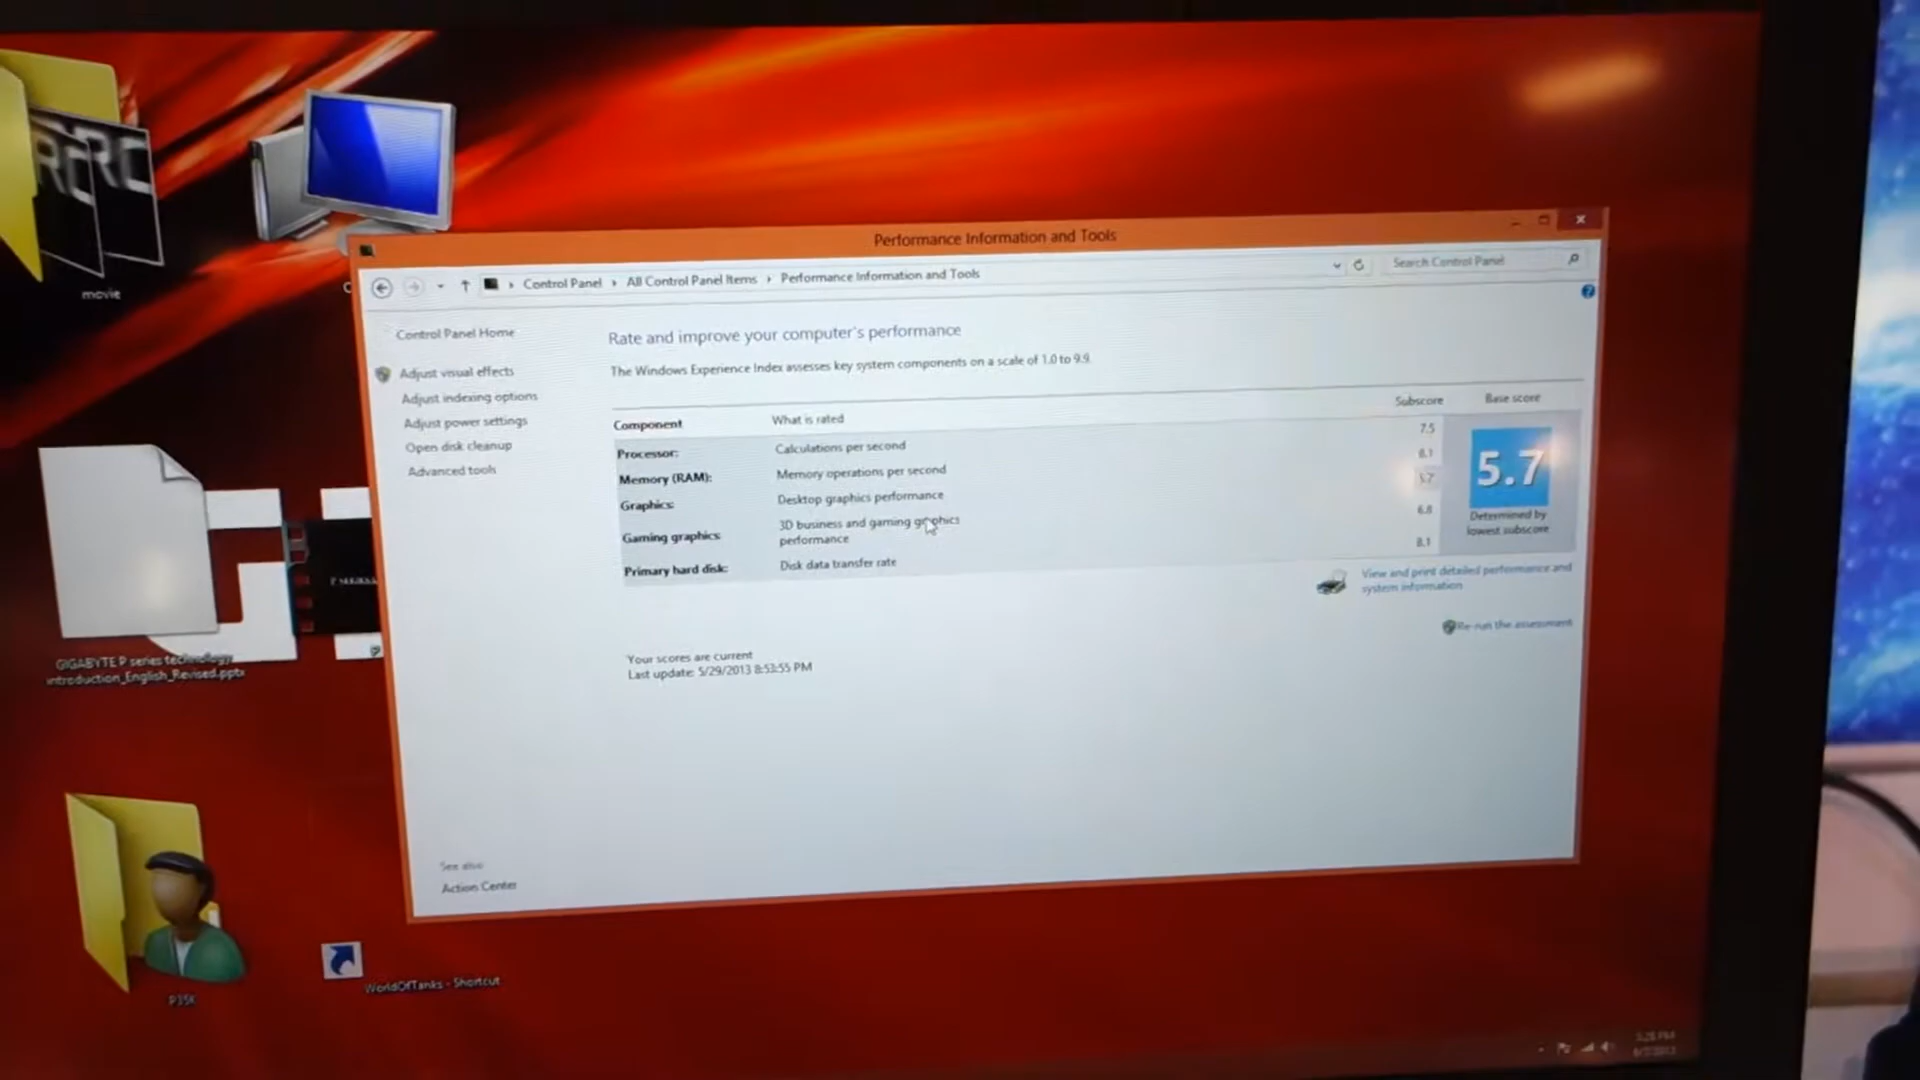 movie
Performance Information and Tools
Control Panel › All Control Panel Items › Performance Information and Tools
Search Control Panel
Control Panel Home
Adjust visual effects
Adjust indexing options
Adjust power settings
Open disk cleanup
Advanced tools
Rate and improve your computer's performance
The Windows Experience Index assesses key system components on a scale of 1.0 to 9.9.
Component What is rated Subscore Base score
Processor: Calculations per second 7.5
Memory (RAM): Memory operations per second 8.1
Graphics: Desktop graphics performance 5.7
Gaming graphics: 3D business and gaming graphics
performance 6.8
Primary hard disk: Disk data transfer rate 8.1
5.7
Determined by
lowest subscore
View and print detailed performance and
system information
Re-run the assessment
Your scores are current
Last update: 5/29/2013 8:53:55 PM
See also
Action Center
GIGABYTE P series technology
introduction_English_Revised.pptx
P35K
WorldOfTanks - Shortcut